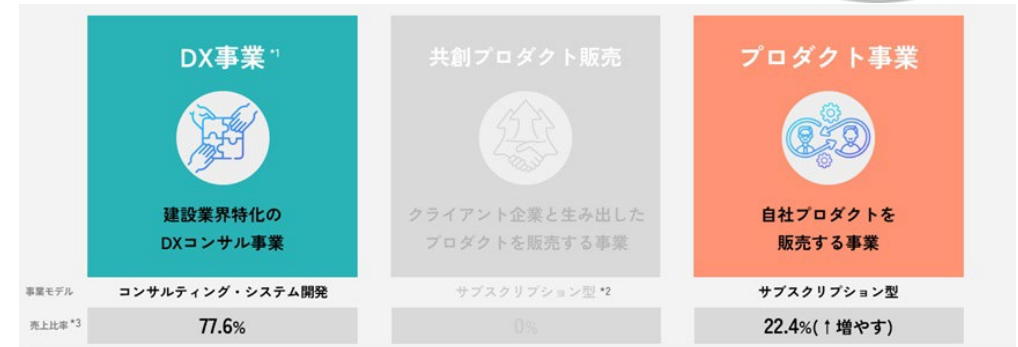 DX事業 *1
共創プロダクト販売
プロダクト事業
建設業界特化の
DXコンサル事業
クライアント企業と生み出した
プロダクトを販売する事業
自社プロダクトを
販売する事業
事業モデル コンサルティング・システム開発 サブスクリプション型 *2 サブスクリプション型
売上比率 *3 77.6% 0% 22.4%(↑増やす)